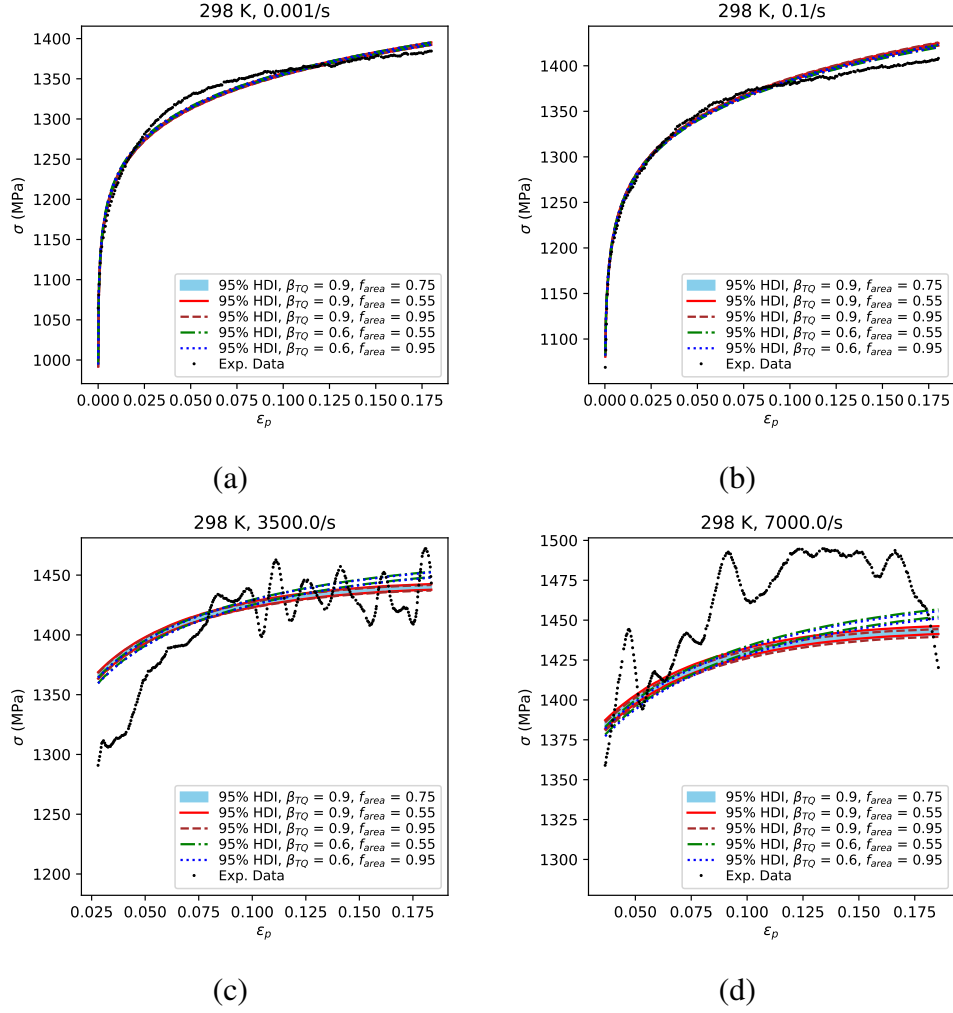 298 K, 0.001/s
298 K, 0.1/s
1400
1350
1300
1250
1200
1150
1100
1050
1000
σ (MPa)
95% HDI, β_TQ = 0.9, f_area = 0.75
95% HDI, β_TQ = 0.9, f_area = 0.55
95% HDI, β_TQ = 0.9, f_area = 0.95
95% HDI, β_TQ = 0.6, f_area = 0.55
95% HDI, β_TQ = 0.6, f_area = 0.95
Exp. Data
0.000 0.025 0.050 0.075 0.100 0.125 0.150 0.175
ε_p
1400
1350
1300
1250
1200
1150
1100
σ (MPa)
95% HDI, β_TQ = 0.9, f_area = 0.75
95% HDI, β_TQ = 0.9, f_area = 0.55
95% HDI, β_TQ = 0.9, f_area = 0.95
95% HDI, β_TQ = 0.6, f_area = 0.55
95% HDI, β_TQ = 0.6, f_area = 0.95
Exp. Data
0.000 0.025 0.050 0.075 0.100 0.125 0.150 0.175
ε_p
(a)
(b)
298 K, 3500.0/s
298 K, 7000.0/s
1450
1400
1350
1300
1250
1200
σ (MPa)
95% HDI, β_TQ = 0.9, f_area = 0.75
95% HDI, β_TQ = 0.9, f_area = 0.55
95% HDI, β_TQ = 0.9, f_area = 0.95
95% HDI, β_TQ = 0.6, f_area = 0.55
95% HDI, β_TQ = 0.6, f_area = 0.95
Exp. Data
0.025 0.050 0.075 0.100 0.125 0.150 0.175
ε_p
1500
1475
1450
1425
1400
1375
1350
1325
1300
σ (MPa)
95% HDI, β_TQ = 0.9, f_area = 0.75
95% HDI, β_TQ = 0.9, f_area = 0.55
95% HDI, β_TQ = 0.9, f_area = 0.95
95% HDI, β_TQ = 0.6, f_area = 0.55
95% HDI, β_TQ = 0.6, f_area = 0.95
Exp. Data
0.050 0.075 0.100 0.125 0.150 0.175
ε_p
(c)
(d)